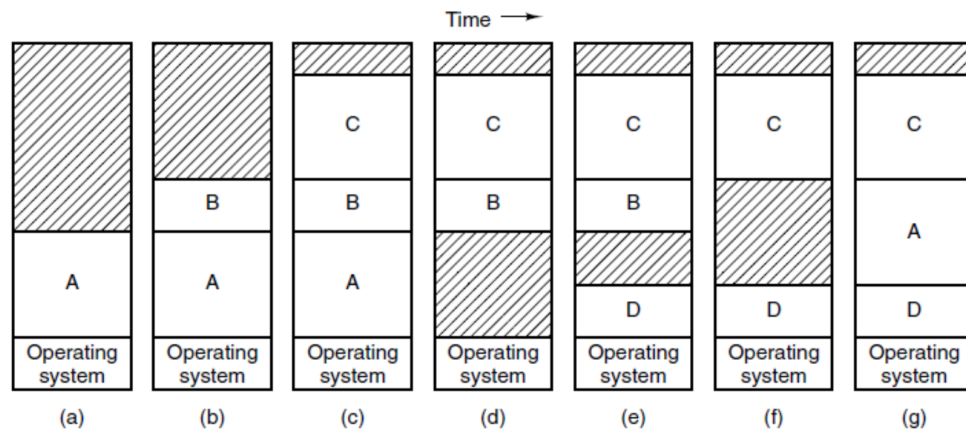 Time
C C C C C
B B B B A
A A A D D D
Operating system Operating system Operating system Operating system Operating system Operating system Operating system
(a) (b) (c) (d) (e) (f) (g)